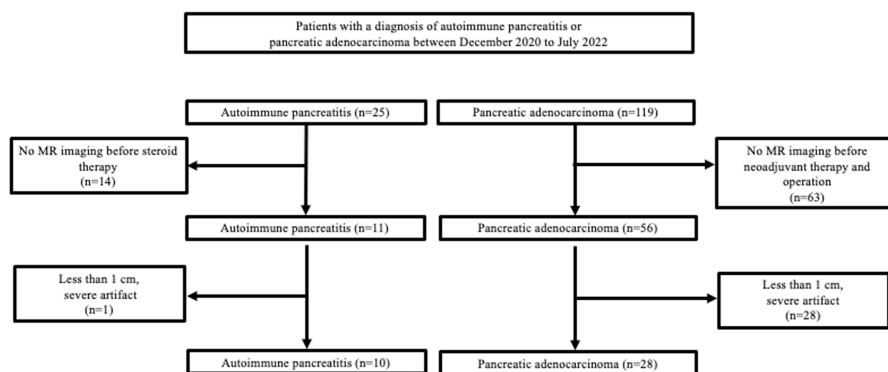 Patients with a diagnosis of autoimmune pancreatitis or
pancreatic adenocarcinoma between December 2020 to July 2022
Autoimmune pancreatitis (n=25)
Pancreatic adenocarcinoma (n=119)
No MR imaging before steroid
therapy
(n=14)
No MR imaging before
neoadjuvant therapy and
operation
(n=63)
Autoimmune pancreatitis (n=11)
Pancreatic adenocarcinoma (n=56)
Less than 1 cm,
severe artifact
(n=1)
Less than 1 cm,
severe artifact
(n=28)
Autoimmune pancreatitis (n=10)
Pancreatic adenocarcinoma (n=28)